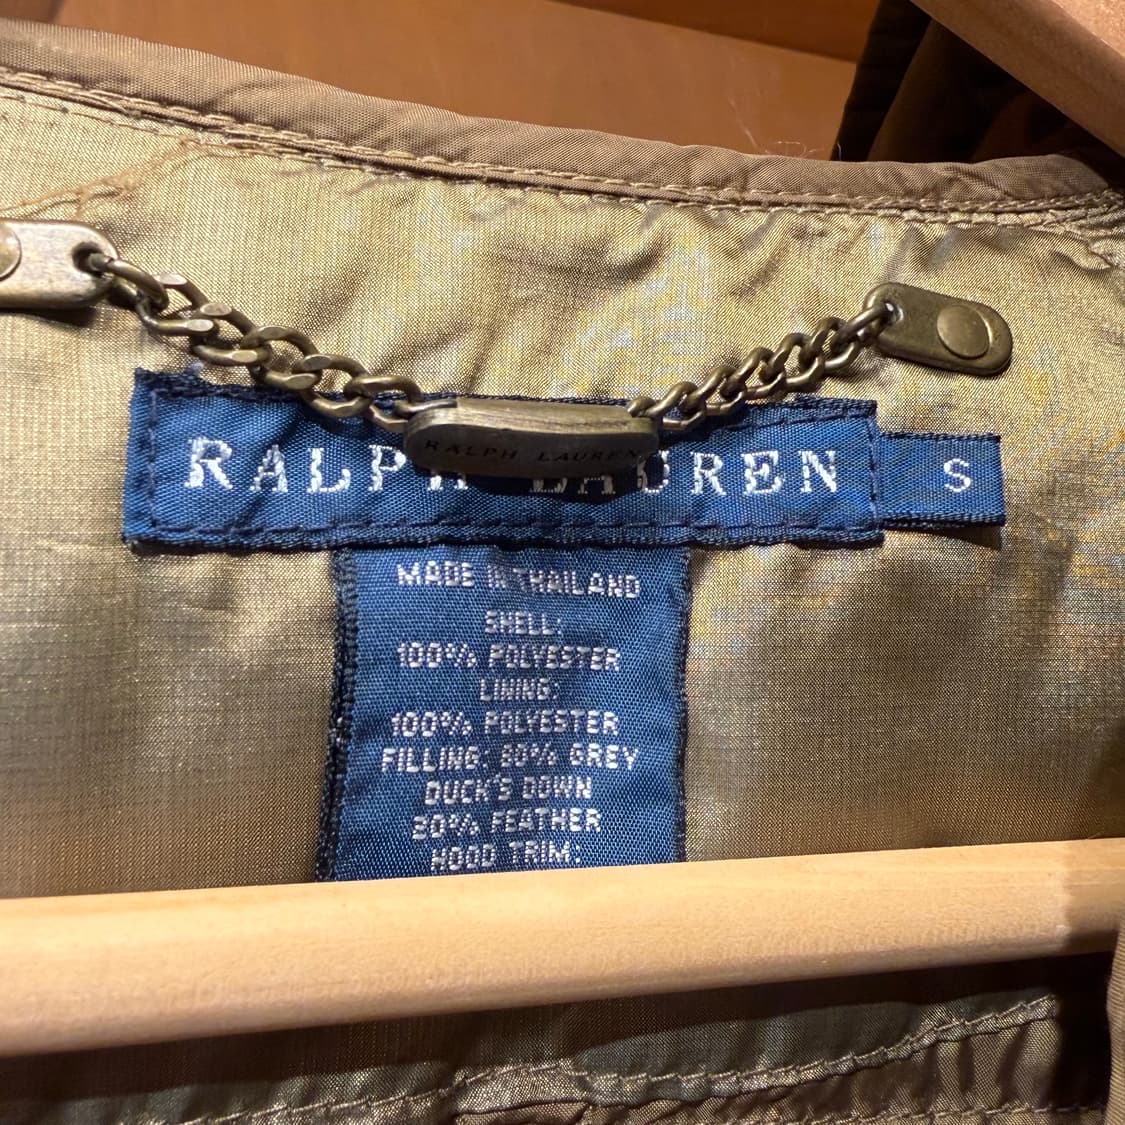 RALPH LAUREN
RALPH LAUREN
S
MADE IN THAILAND
SHELL:
100% POLYESTER
LINING:
100% POLYESTER
FILLING: 80% GREY
DUCK'S DOWN
FEATHER
HOOD TRIM: